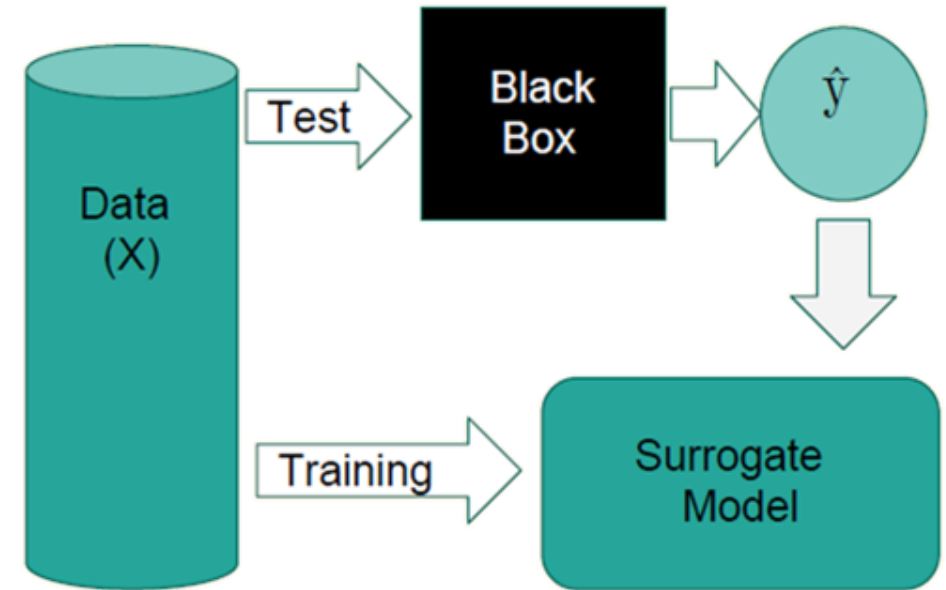 Data
(X)
Test
Black
Box
ŷ
Training
Surrogate
Model